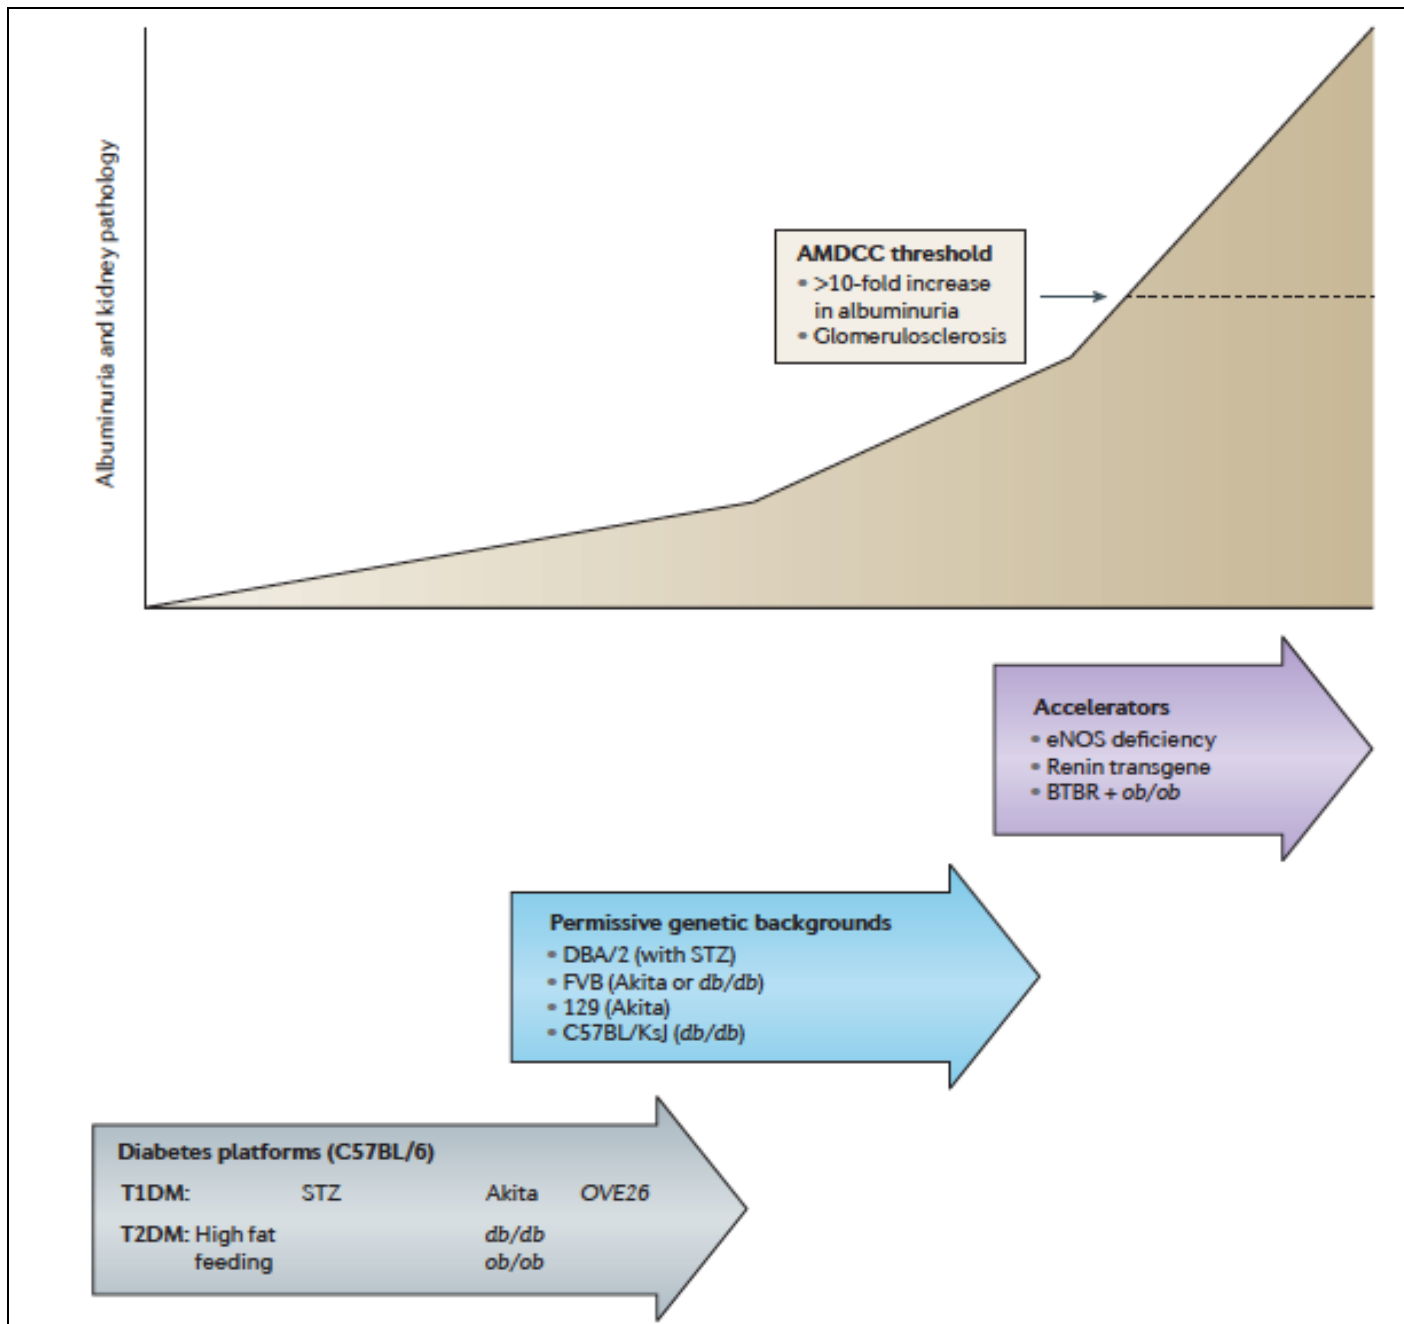 Albuminuria and kidney pathology
AMDCC threshold
• >10-fold increase
in albuminuria
• Glomerulosclerosis
Accelerators
• eNOS deficiency
• Renin transgene
• BTBR + ob/ob
Permissive genetic backgrounds
• DBA/2 (with STZ)
• FVB (Akita or db/db)
• 129 (Akita)
• C57BL/KsJ (db/db)
Diabetes platforms (C57BL/6)
T1DM: STZ Akita OVE26
T2DM: High fat db/db
feeding ob/ob